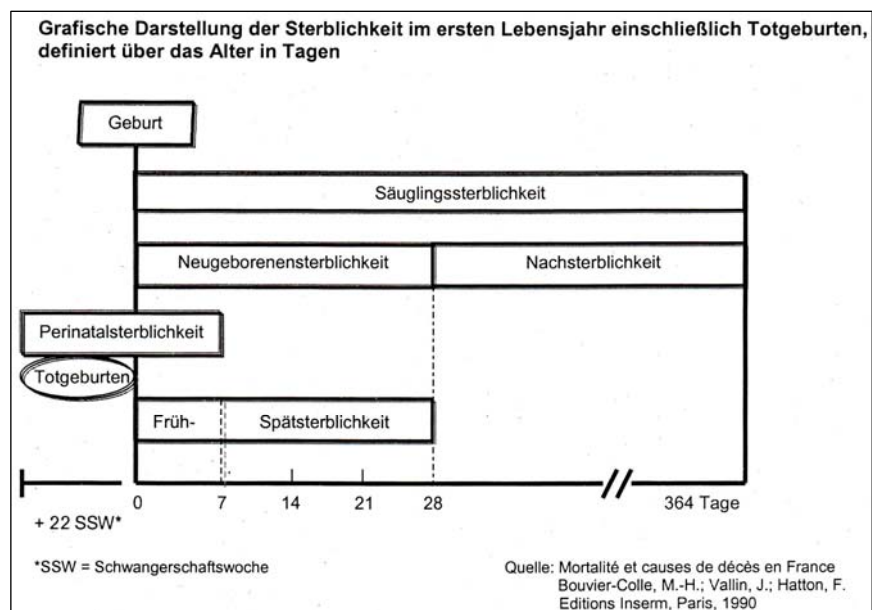 Grafische Darstellung der Sterblichkeit im ersten Lebensjahr einschließlich Totgeburten,
definiert über das Alter in Tagen
Geburt
Säuglingssterblichkeit
Neugeborenensterblichkeit
Nachsterblichkeit
Perinatalsterblichkeit
Totgeburten
Früh-
Spätsterblichkeit
0 7 14 21 28 364 Tage
+ 22 SSW*
*SSW = Schwangerschaftswoche
Quelle: Mortalité et causes de décès en France
Bouvier-Colle, M.-H.; Vallin, J.; Hatton, F.
Editions Inserm, Paris, 1990